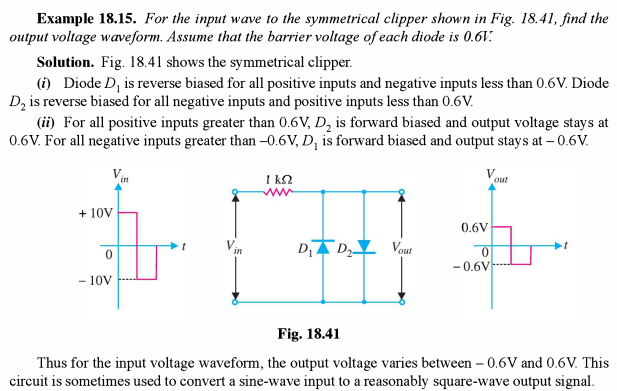 Example 18.15. For the input wave to the symmetrical clipper shown in Fig. 18.41, find the
output voltage waveform. Assume that the barrier voltage of each diode is 0.6V.
Solution. Fig. 18.41 shows the symmetrical clipper.
(i) Diode D1 is reverse biased for all positive inputs and negative inputs less than 0.6V. Diode
D2 is reverse biased for all negative inputs and positive inputs less than 0.6V.
(ii) For all positive inputs greater than 0.6V, D2 is forward biased and output voltage stays at
0.6V. For all negative inputs greater than –0.6V, D1 is forward biased and output stays at – 0.6V.
Vin
+ 10V
0
t
– 10V
1 kΩ
Vin
D1
D2
Vout
Vout
0.6V
0
t
– 0.6V
Fig. 18.41
Thus for the input voltage waveform, the output voltage varies between – 0.6V and 0.6V. This
circuit is sometimes used to convert a sine-wave input to a reasonably square-wave output signal.